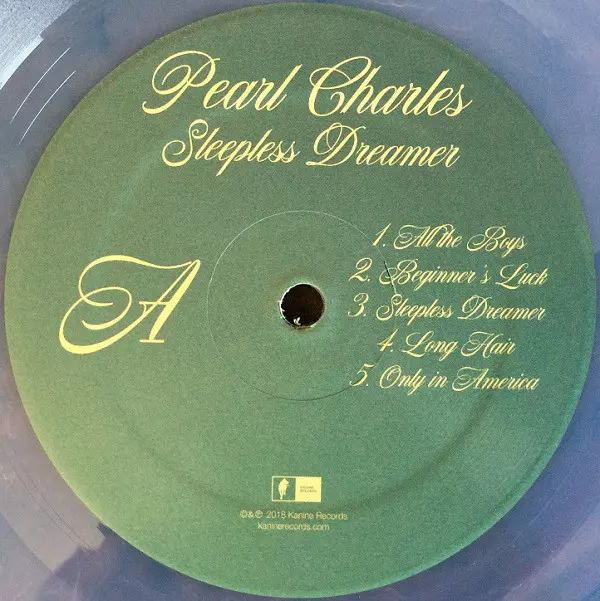 Pearl Charles
Sleepless Dreamer
A
1. All the Boys
2. Beginner's Luck
3. Sleepless Dreamer
4. Long Hair
5. Only in America
©&℗ 2018 Kanine Records
kaninerecords.com